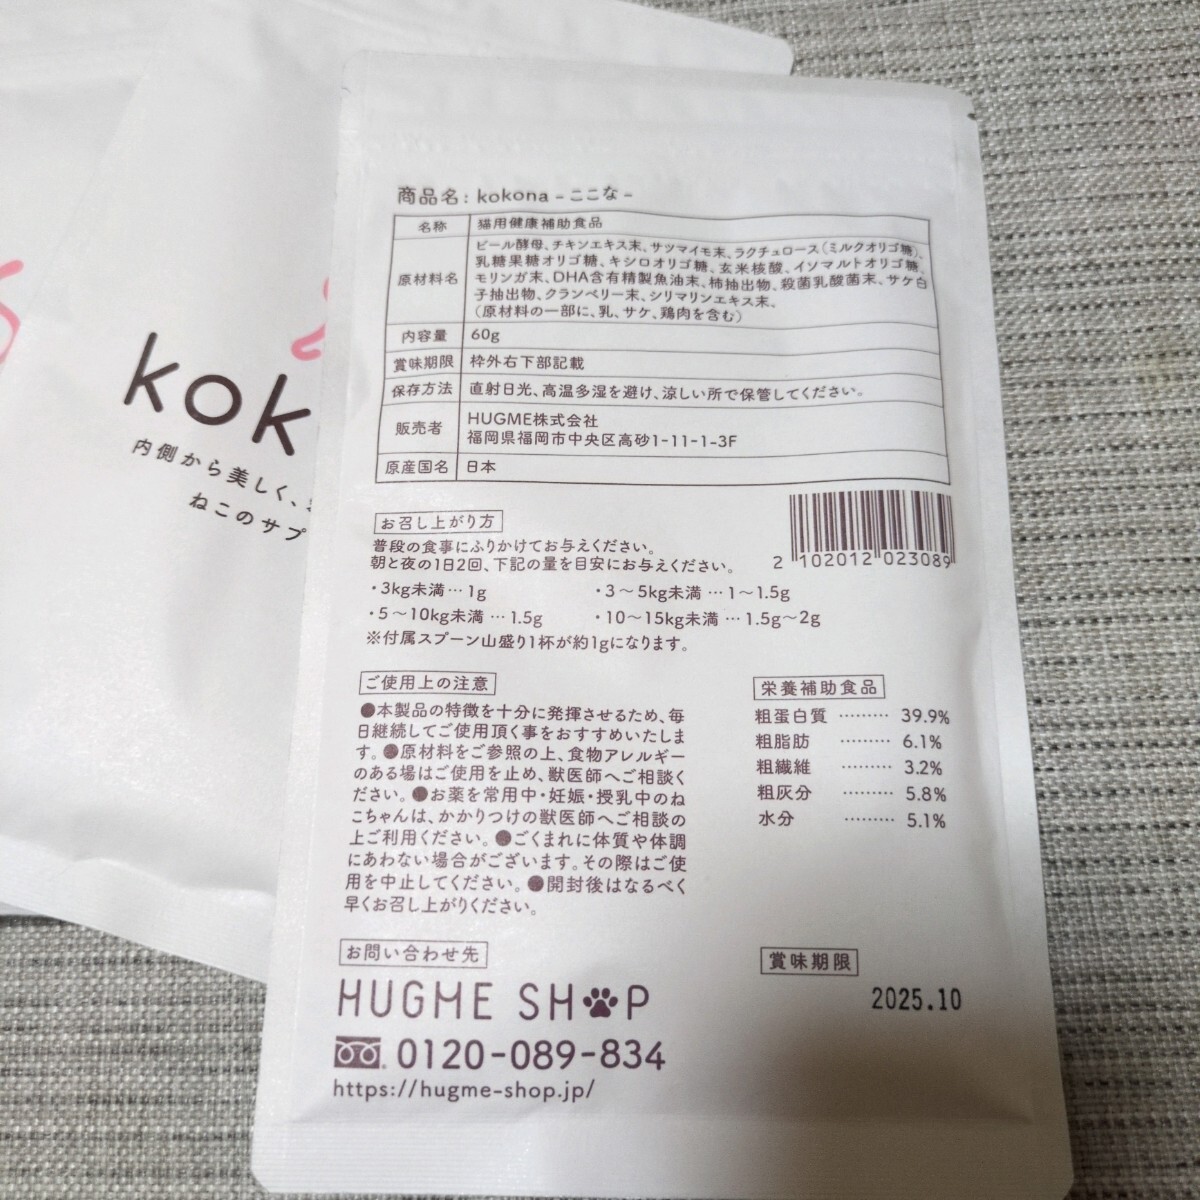 kok
内側から美しく、
ねこのサプ
商品名：kokona -ここな-
名称 猫用健康補助食品
原材料名 ビール酵母、チキンエキス末、サツマイモ末、ラクチュロース（ミルクオリゴ糖）、
乳糖果糖オリゴ糖、キシロオリゴ糖、玄米核酸、イソマルトオリゴ糖、
モリンガ末、DHA含有精製魚油末、柿抽出物、殺菌乳酸菌末、サケ白
子抽出物、クランベリー末、シリマリンエキス末、
（原材料の一部に、乳、サケ、鶏肉を含む）
内容量 60g
賞味期限 枠外右下部記載
保存方法 直射日光、高温多湿を避け、涼しい所で保管してください。
販売者 HUGME株式会社
福岡県福岡市中央区高砂1-11-1-3F
原産国名 日本
2 102012 023089
お召し上がり方
普段の食事にふりかけてお与えください。
朝と夜の1日2回、下記の量を目安にお与えください。
・3kg未満…1g ・3〜5kg未満…1〜1.5g
・5〜10kg未満…1.5g ・10〜15kg未満…1.5g〜2g
※付属スプーン山盛り1杯が約1gになります。
ご使用上の注意
●本製品の特徴を十分に発揮させるため、毎
日継続してご使用頂く事をおすすめいたしま
す。●原材料をご参照の上、食物アレルギー
のある場はご使用を止め、獣医師へご相談く
ださい。●お薬を常用中・妊娠・授乳中のね
こちゃんは、かかりつけの獣医師へご相談の
上ご利用ください。●ごくまれに体質や体調
にあわない場合がございます。その際はご使
用を中止してください。●開封後はなるべく
早くお召し上がりください。
栄養補助食品
粗蛋白質 ……… 39.9%
粗脂肪 ……… 6.1%
粗繊維 ……… 3.2%
粗灰分 ……… 5.8%
水分 ……… 5.1%
お問い合わせ先
HUGME SHOP
0120-089-834
https://hugme-shop.jp/
賞味期限
2025.10